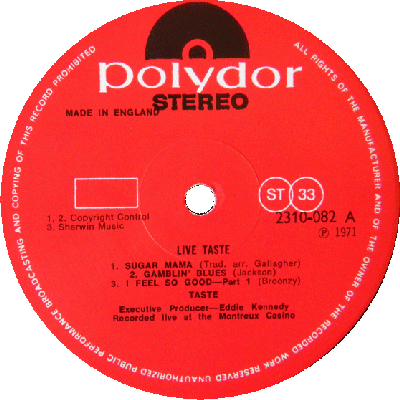 polydor
STEREO
MADE IN ENGLAND
ST 33
2310-082 A
Ⓟ 1971
1. 2. Copyright Control
3. Sherwin Music
LIVE TASTE
1. SUGAR MAMA (Trad. arr. Gallagher)
2. GAMBLIN' BLUES (Jackson)
3. I FEEL SO GOOD—Part 1 (Broonzy)
TASTE
Executive Producer—Eddie Kennedy
Recorded live at the Montreux Casino
ALL RIGHTS OF THE MANUFACTURER AND OF THE OWNER OF THE RECORDED WORK RESERVED UNAUTHORIZED PUBLIC PERFORMANCE BROADCASTING AND COPYING OF THIS RECORD PROHIBITED